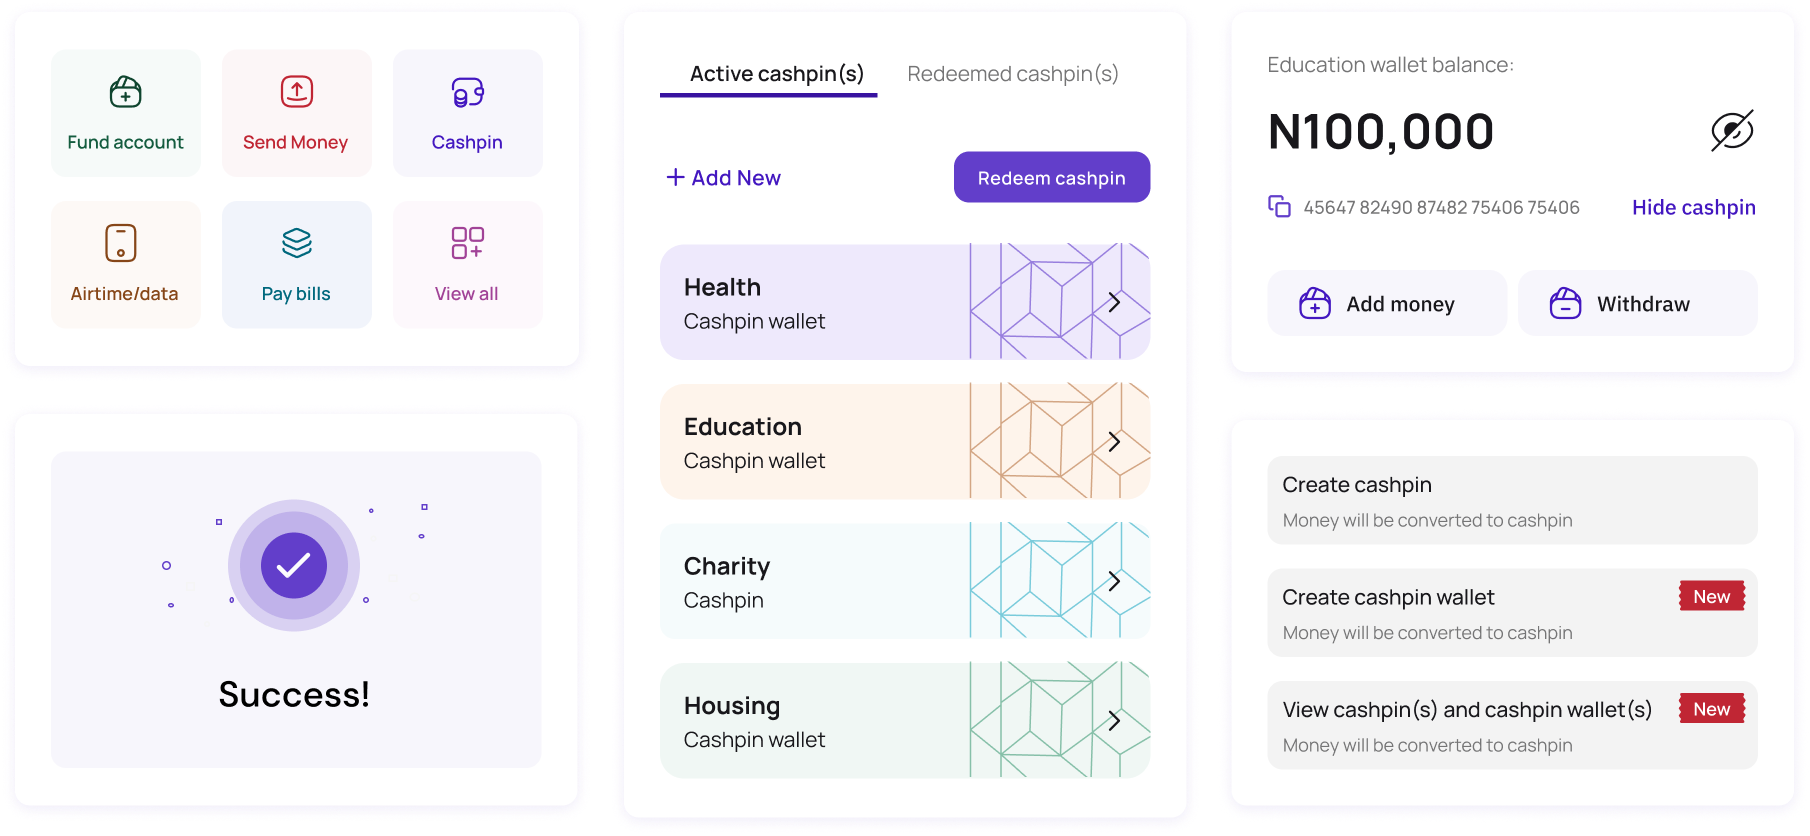 Fund account
Send Money
Cashpin
Airtime/data
Pay bills
View all
Success!
Active cashpin(s)
Redeemed cashpin(s)
+ Add New
Redeem cashpin
Health
Cashpin wallet
Education
Cashpin wallet
Charity
Cashpin
Housing
Cashpin wallet
Education wallet balance:
N100,000
45647 82490 87482 75406 75406
Hide cashpin
Add money
Withdraw
Create cashpin
Money will be converted to cashpin
Create cashpin wallet
New
Money will be converted to cashpin
View cashpin(s) and cashpin wallet(s)
New
Money will be converted to cashpin